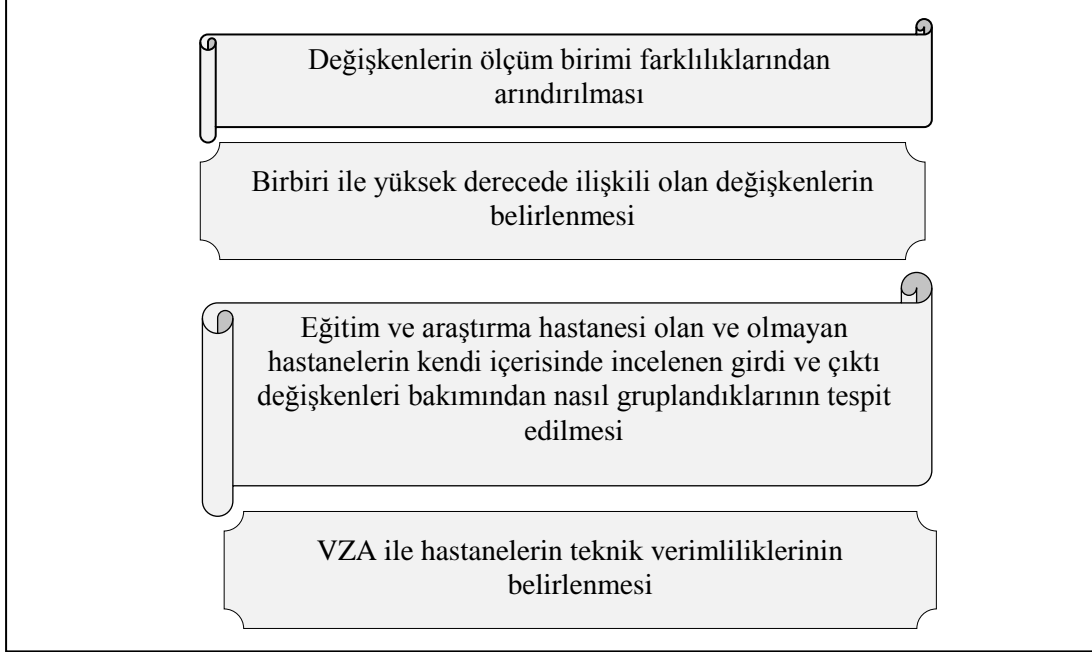 Değişkenlerin ölçüm birimi farklılıklarından
arındırılması
Birbiri ile yüksek derecede ilişkili olan değişkenlerin
belirlenmesi
Eğitim ve araştırma hastanesi olan ve olmayan
hastanelerin kendi içerisinde incelenen girdi ve çıktı
değişkenleri bakımından nasıl gruplandıklarının tespit
edilmesi
VZA ile hastanelerin teknik verimliliklerinin
belirlenmesi